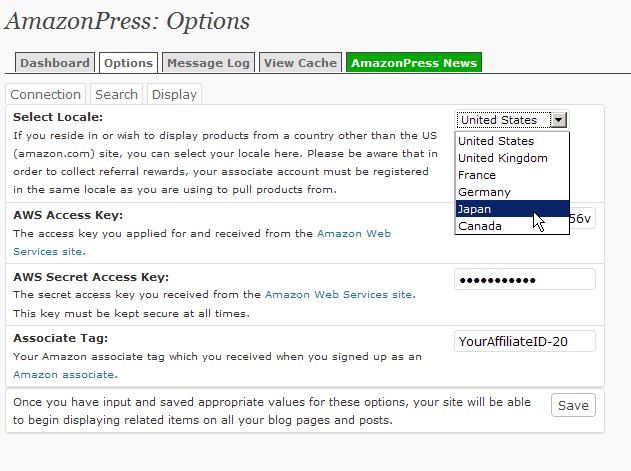 AmazonPress: Options
Dashboard Options Message Log View Cache AmazonPress News
Connection Search Display
Select Locale:
United States
If you reside in or wish to display products from a country other than the US
(amazon.com) site, you can select your locale here. Please be aware that in
order to collect referral rewards, your associate account must be registered
in the same locale as you are using to pull products from.
United States
United Kingdom
France
Germany
Japan
Canada
AWS Access Key:
56v
The access key you applied for and received from the Amazon Web
Services site.
AWS Secret Access Key:
The secret access key you received from the Amazon Web Services site.
This key must be kept secure at all times.
Associate Tag:
YourAffiliateID-20
Your Amazon associate tag which you received when you signed up as an
Amazon associate.
Once you have input and saved appropriate values for these options, your site will be able
to begin displaying related items on all your blog pages and posts.
Save